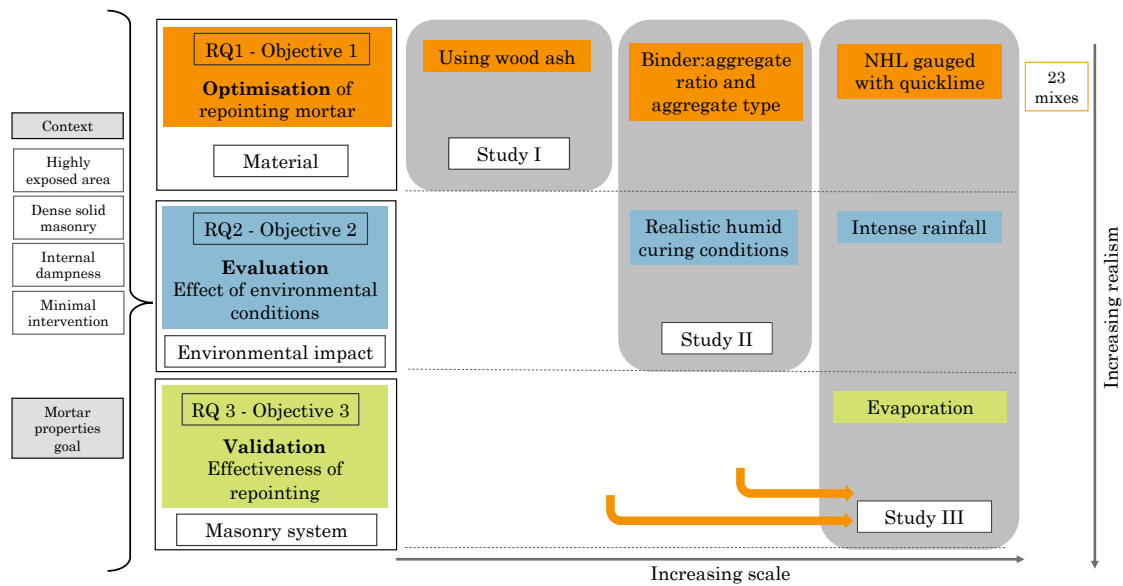 Context
Highly
exposed area
Dense solid
masonry
Internal
dampness
Minimal
intervention
Mortar
properties
goal
RQ1 - Objective 1
Optimisation of
repointing mortar
Material
Using wood ash
Study I
Binder:aggregate
ratio and
aggregate type
NHL gauged
with quicklime
23
mixes
RQ2 - Objective 2
Evaluation
Effect of environmental
conditions
Environmental impact
Realistic humid
curing conditions
Study II
Intense rainfall
RQ 3 - Objective 3
Validation
Effectiveness of
repointing
Masonry system
Evaporation
Study III
Increasing scale
Increasing realism